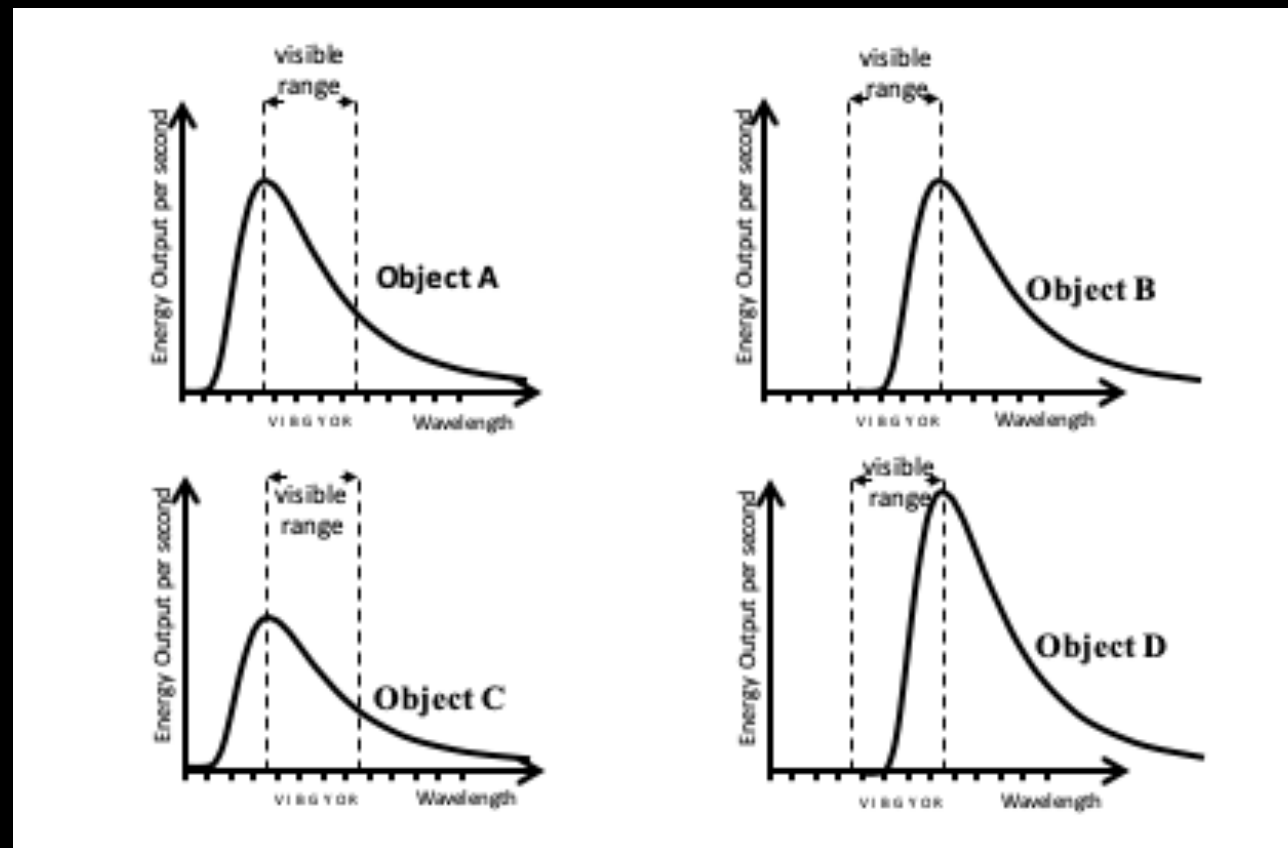 visible
range
Energy Output per second
Object A
V I B G Y O R
Wavelength
visible
range
Energy Output per second
Object B
V I B G Y O R
Wavelength
visible
range
Energy Output per second
Object C
V I B G Y O R
Wavelength
visible
range
Energy Output per second
Object D
V I B G Y O R
Wavelength